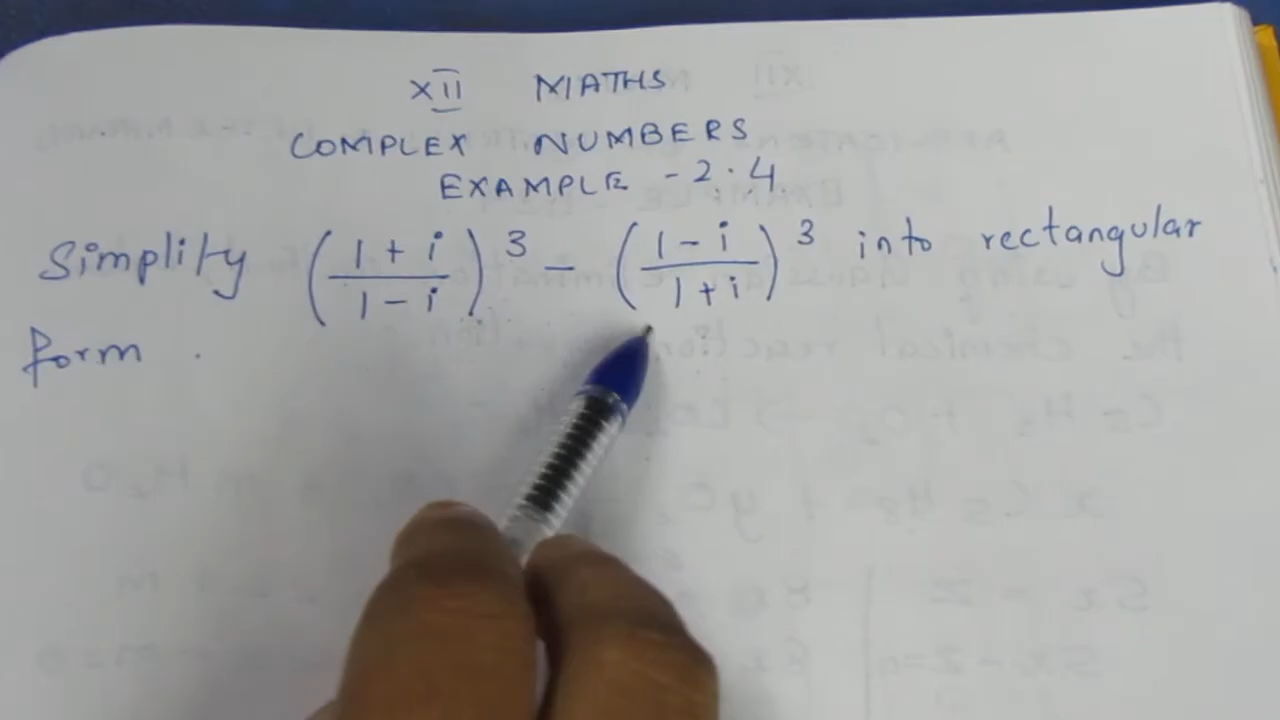 XII MATHS
COMPLEX NUMBERS
EXAMPLE - 2.4
Simplify (1 + i / 1 - i)³ - (1 - i / 1 + i)³ into rectangular
form.